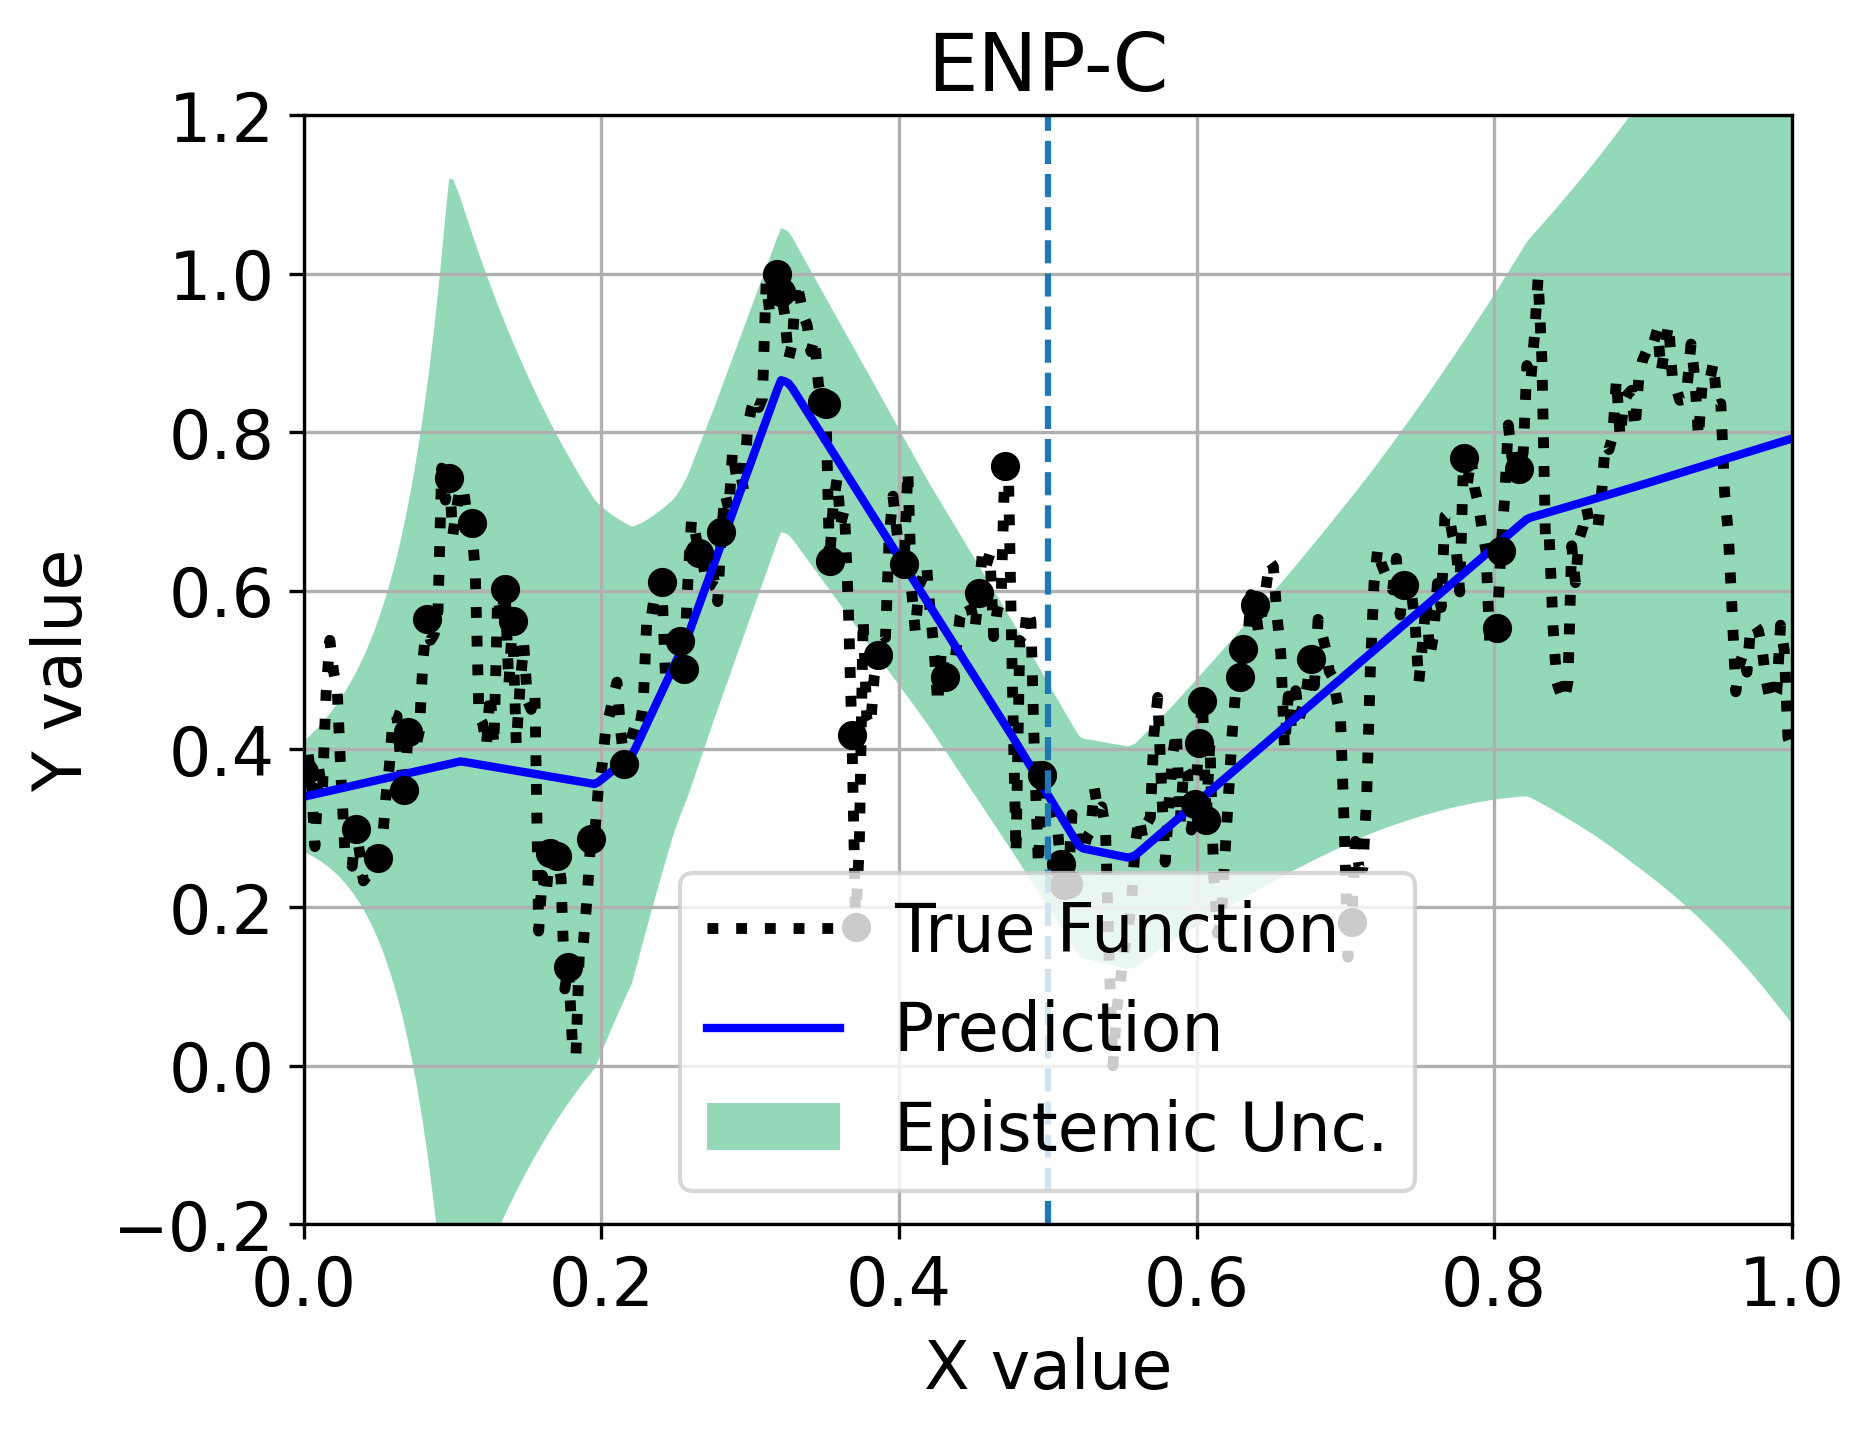 ENP-C
1.2
1.0
0.8
0.6
0.4
0.2
0.0
−0.2
Y value
True Function
Prediction
Epistemic Unc.
0.0 0.2 0.4 0.6 0.8 1.0
X value